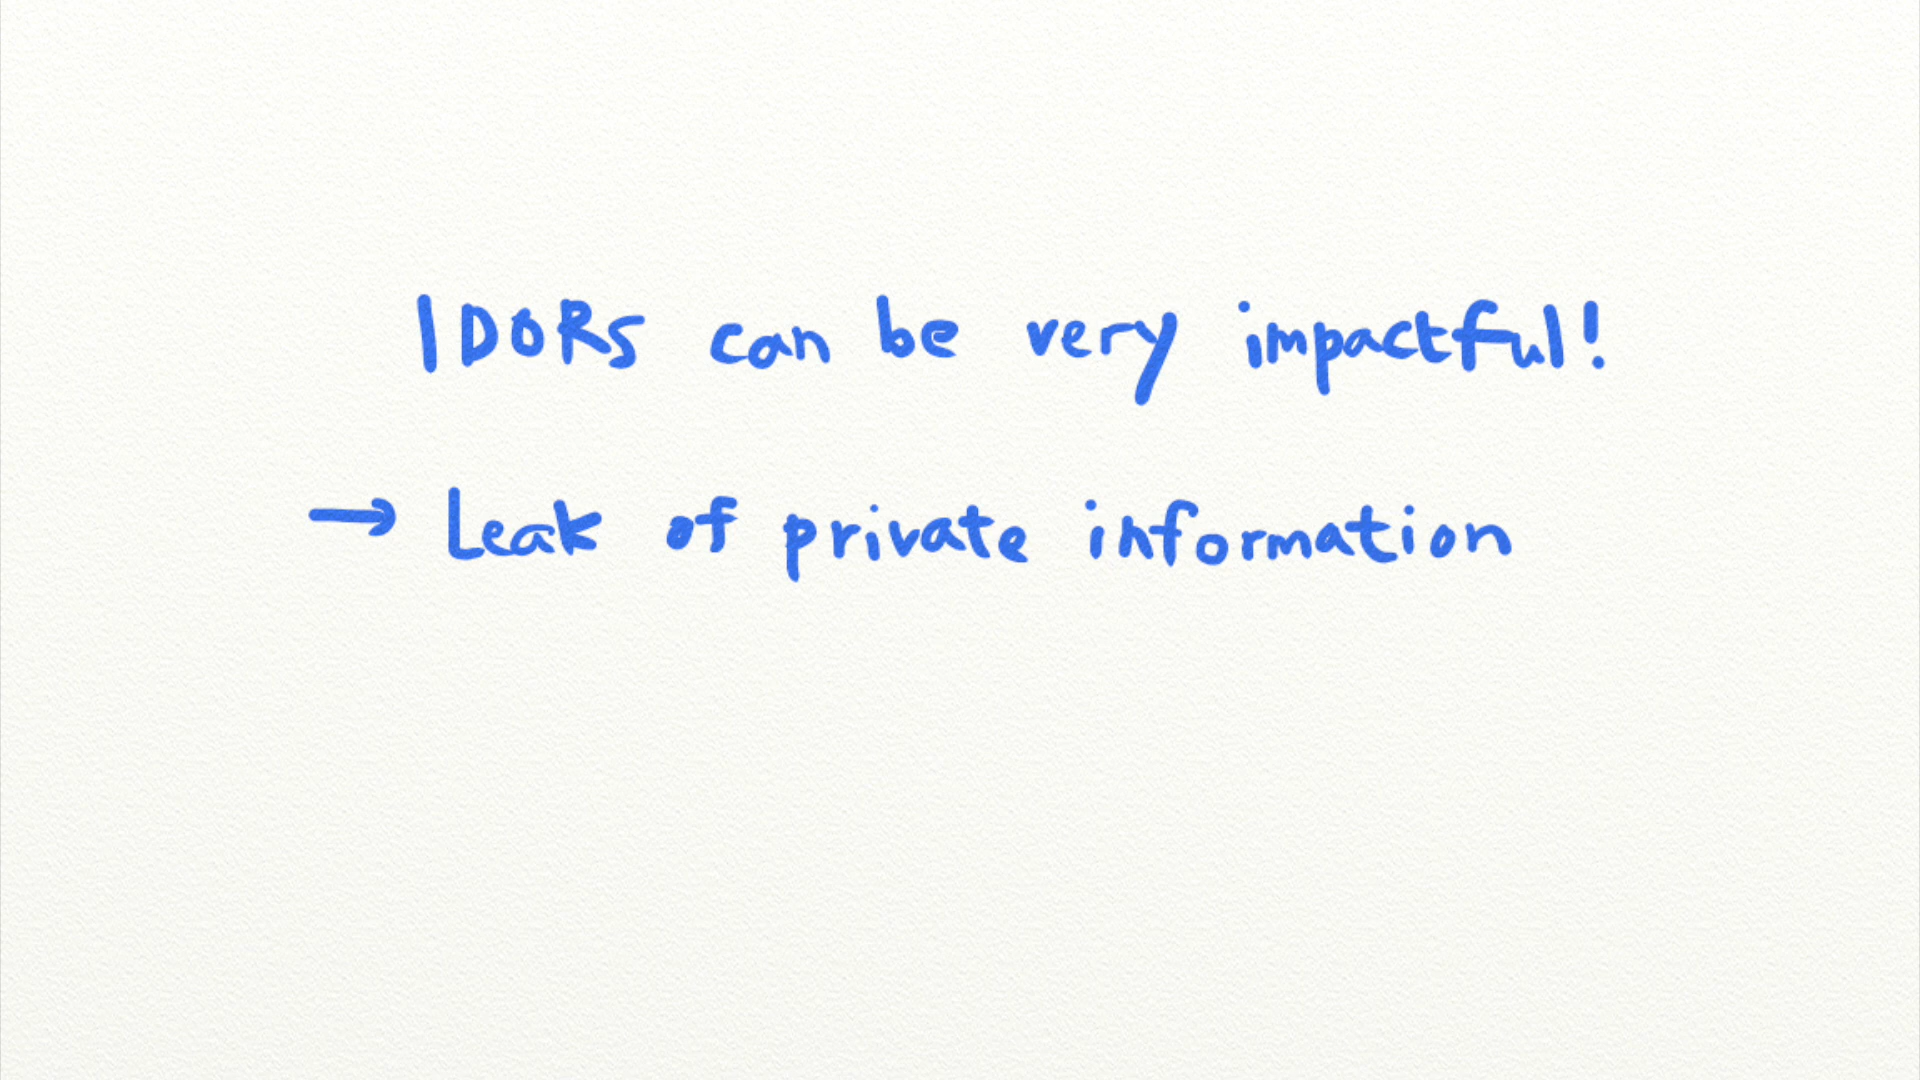 IDORs can be very impactful!
→ Leak of private information